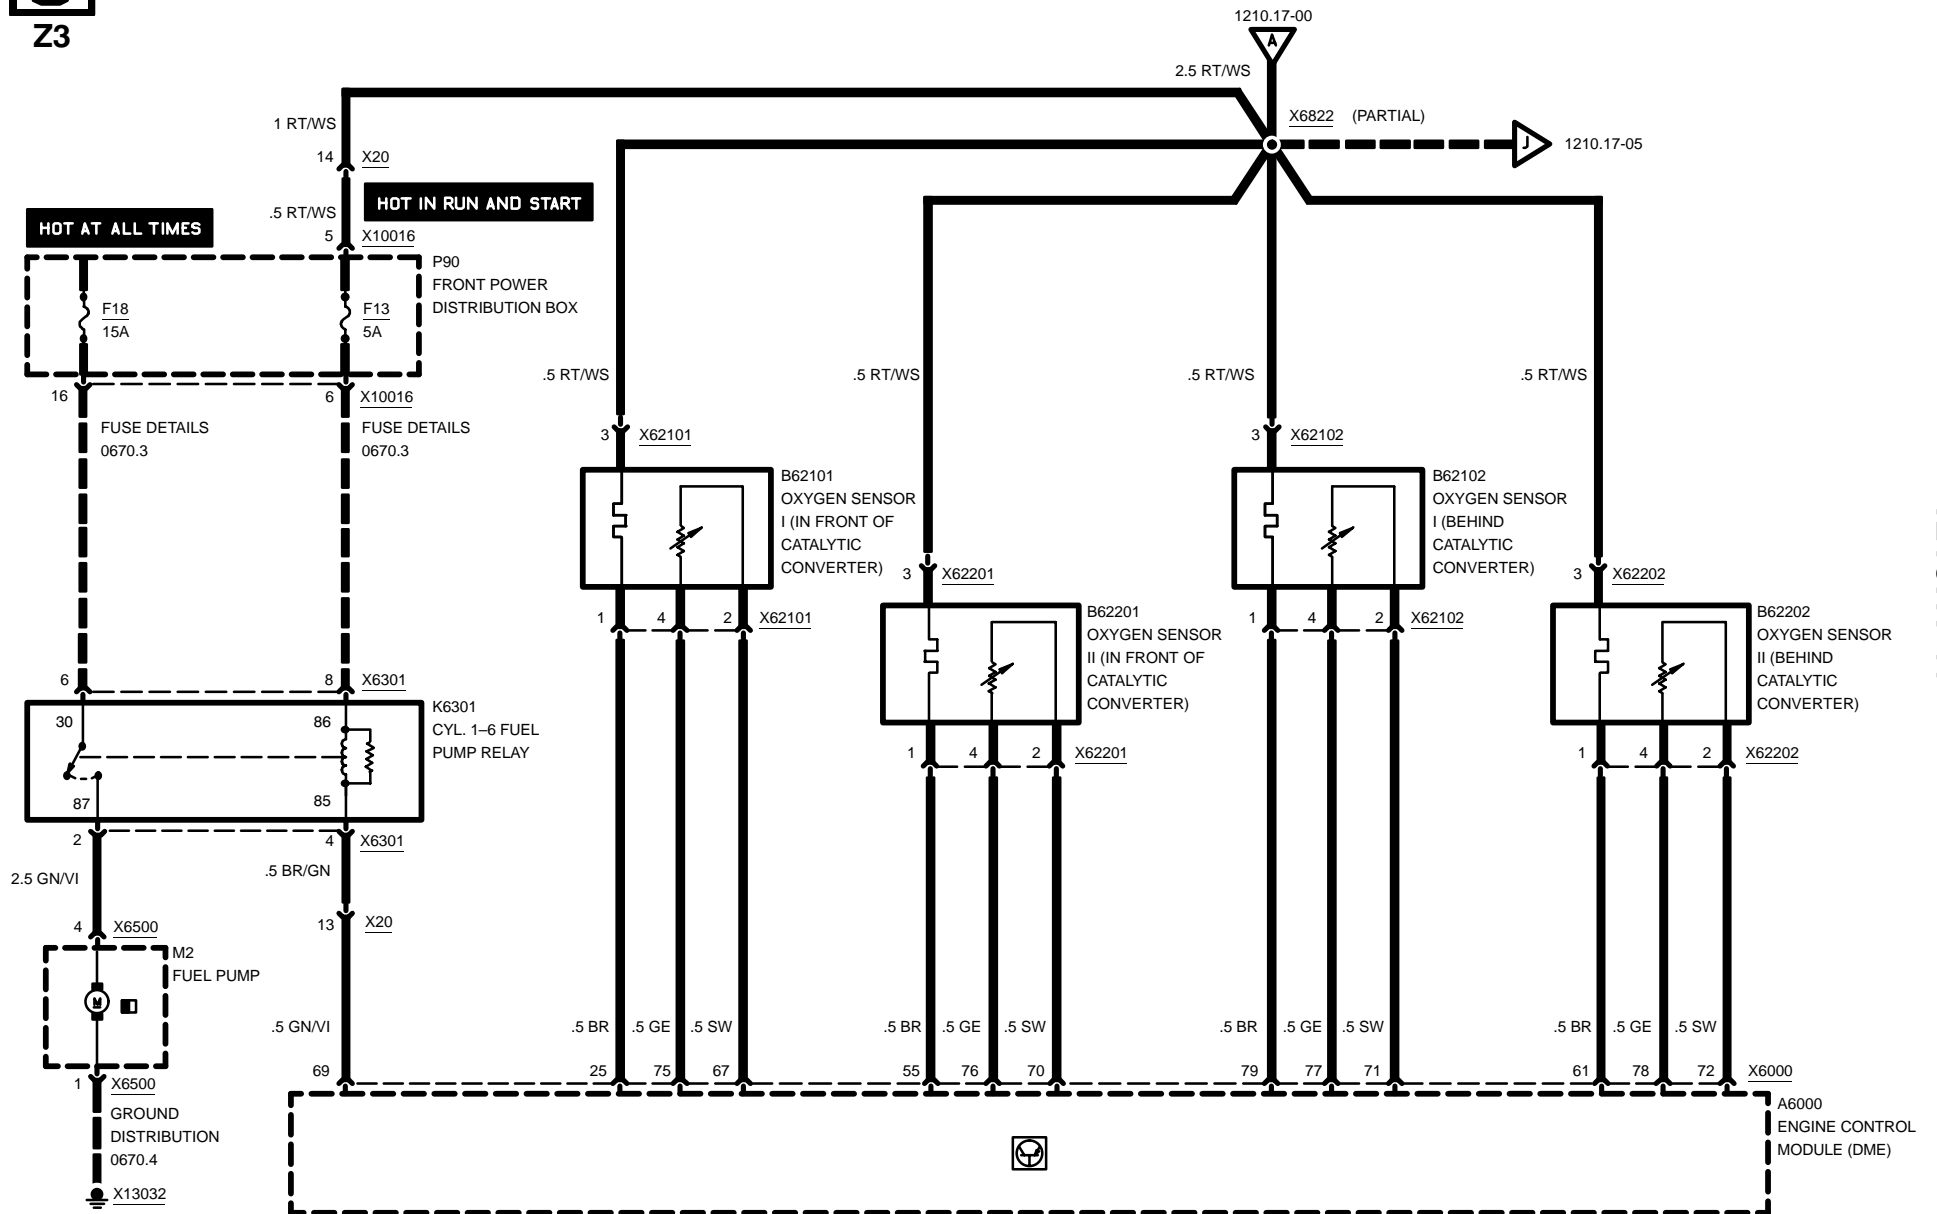 Z3
1210.17-00
A
2.5 RT/WS
X6822 (PARTIAL)
J
1210.17-05
1 RT/WS
14 X20
HOT IN RUN AND START
.5 RT/WS
5 X10016
HOT AT ALL TIMES
P90
FRONT POWER
DISTRIBUTION BOX
F18
15A
F13
5A
16
6 X10016
FUSE DETAILS
0670.3
FUSE DETAILS
0670.3
.5 RT/WS
.5 RT/WS
.5 RT/WS
.5 RT/WS
3 X62101
B62101
OXYGEN SENSOR
I (IN FRONT OF
CATALYTIC
CONVERTER)
1 4 2 X62101
3 X62201
B62201
OXYGEN SENSOR
II (IN FRONT OF
CATALYTIC
CONVERTER)
1 4 2 X62201
3 X62102
B62102
OXYGEN SENSOR
I (BEHIND
CATALYTIC
CONVERTER)
1 4 2 X62102
3 X62202
B62202
OXYGEN SENSOR
II (BEHIND
CATALYTIC
CONVERTER)
1 4 2 X62202
6
8 X6301
30
86
K6301
CYL. 1–6 FUEL
PUMP RELAY
87
85
2
4 X6301
2.5 GN/VI
.5 BR/GN
4 X6500
13 X20
M2
FUEL PUMP
M
.5 GN/VI
.5 BR .5 GE .5 SW
.5 BR .5 GE .5 SW
.5 BR .5 GE .5 SW
.5 BR .5 GE .5 SW
1 X6500
69 25 75 67 55 76 70 79 77 71 61 78 72 X6000
GROUND
DISTRIBUTION
0670.4
X13032
A6000
ENGINE CONTROL
MODULE (DME)